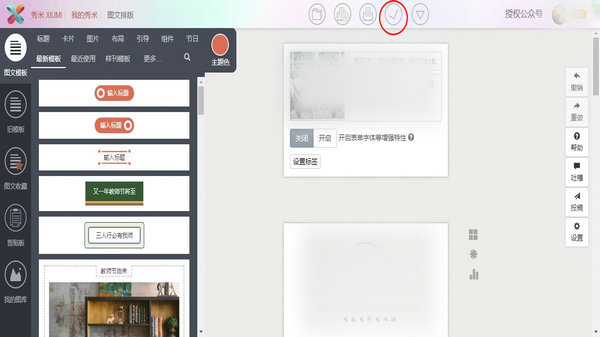 秀米 XIUMI 我的秀米 图文排版 授权公众号
标题 卡片 图片 布局 引导 组件 节日
最新模板 最近使用 样刊模板 更多...
主题色
图文模板
旧模板
图文收藏
剪贴板
我的图库
输入标题
输入标题
输入标题
又一年教师节将至
三人行必有我师
教师节由来
关闭 开启 开启表单字体等增强特性
设置标签
撤销
重做
帮助
吐槽
投稿
设置